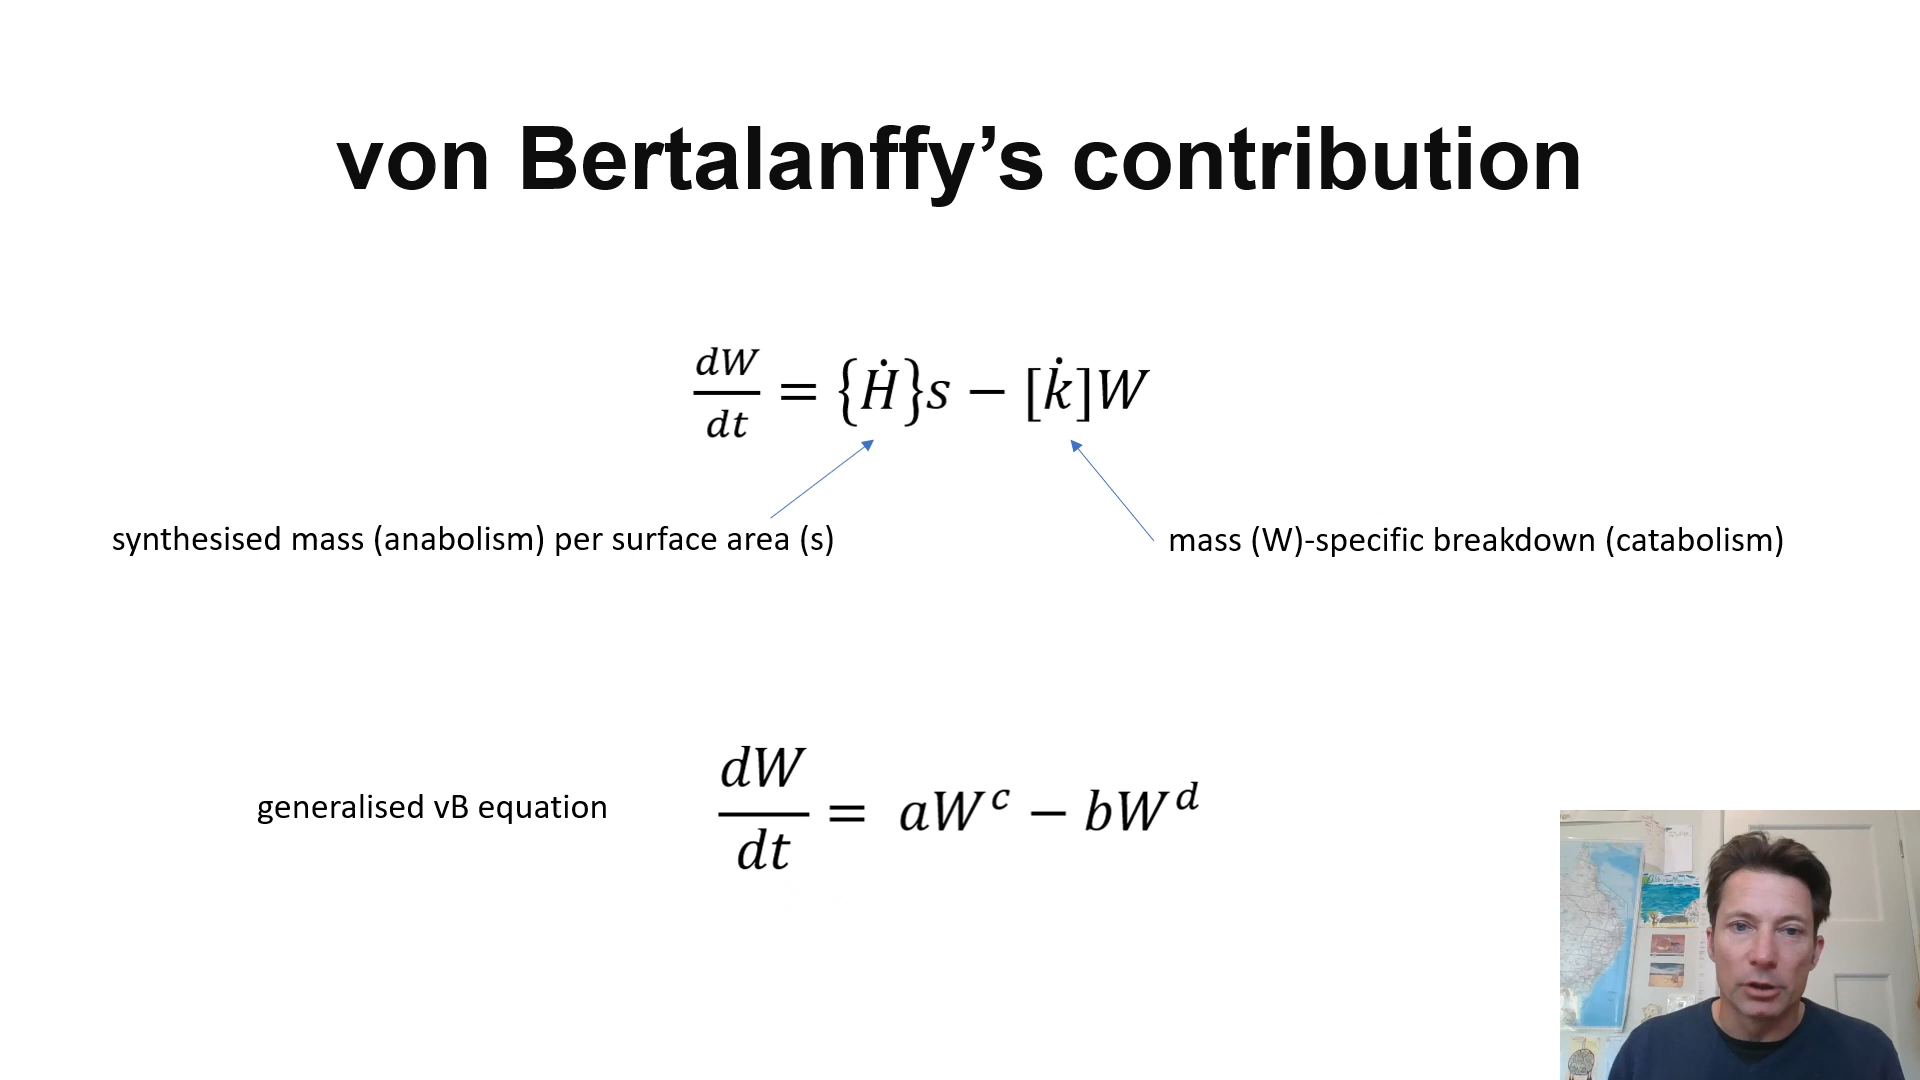 von Bertalanffy’s contribution
dW/dt = {Ḣ}s − [k̇]W
synthesised mass (anabolism) per surface area (s)
mass (W)-specific breakdown (catabolism)
generalised vB equation
dW/dt = aW^c − bW^d